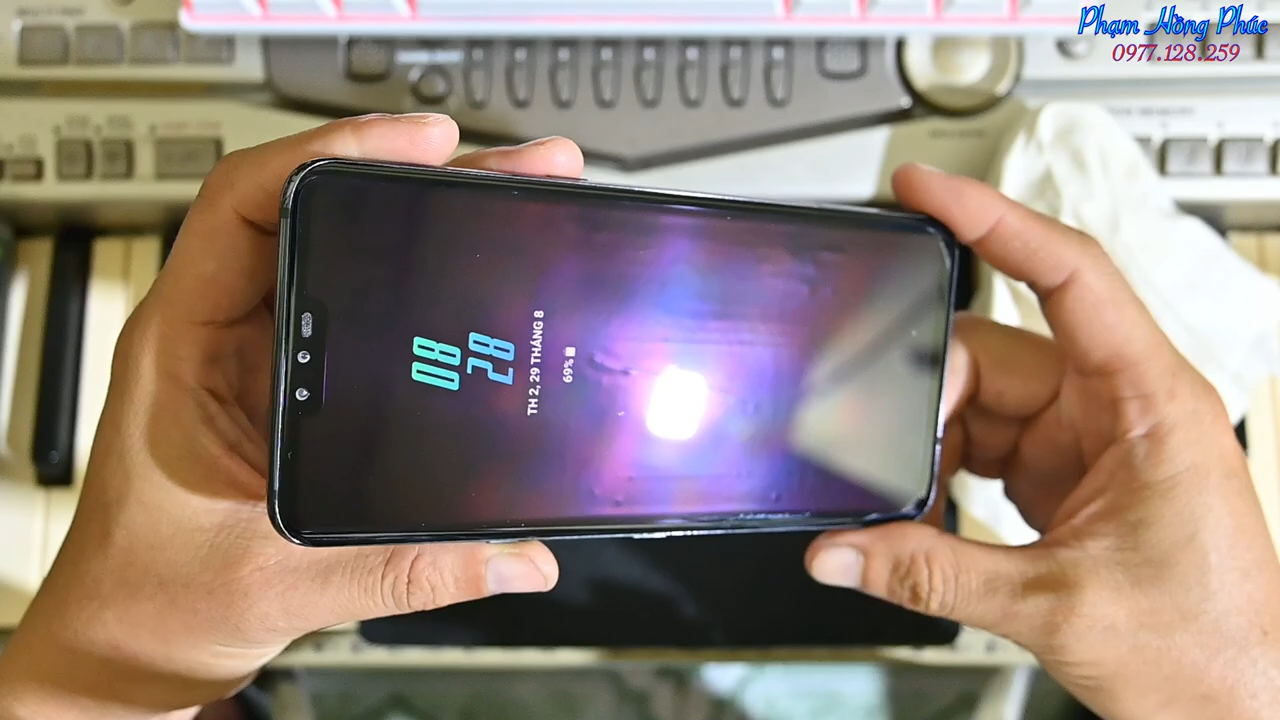 Phạm Hồng Phúc
0977.128.259
08
28
TH 2, 29 THÁNG 8
69%